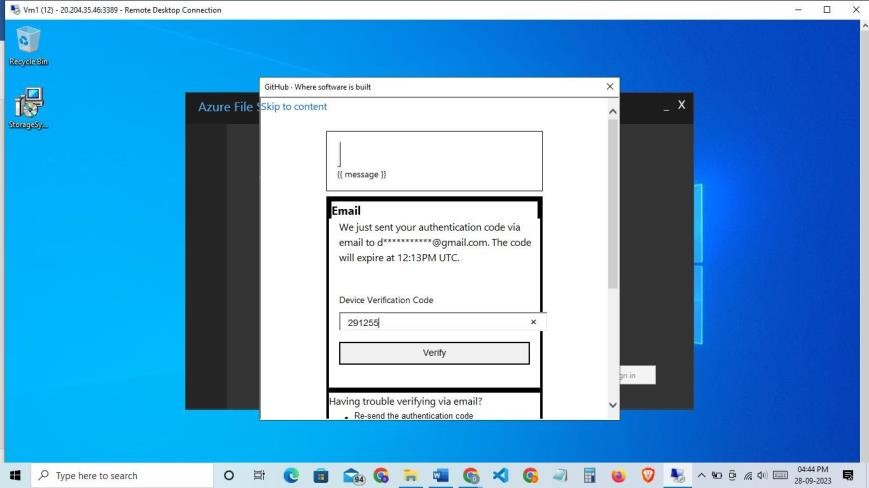 Vm1 (12) - 20.204.35.46:3389 - Remote Desktop Connection
Recycle Bin
StorageSy...
GitHub - Where software is built
Azure File S
Skip to content
X
{{ message }}
Email
We just sent your authentication code via
email to d***********@gmail.com. The code
will expire at 12:13PM UTC.
Device Verification Code
291255
Verify
gn in
Having trouble verifying via email?
Re-send the authentication code
Type here to search
94
04:44 PM
28-09-2023